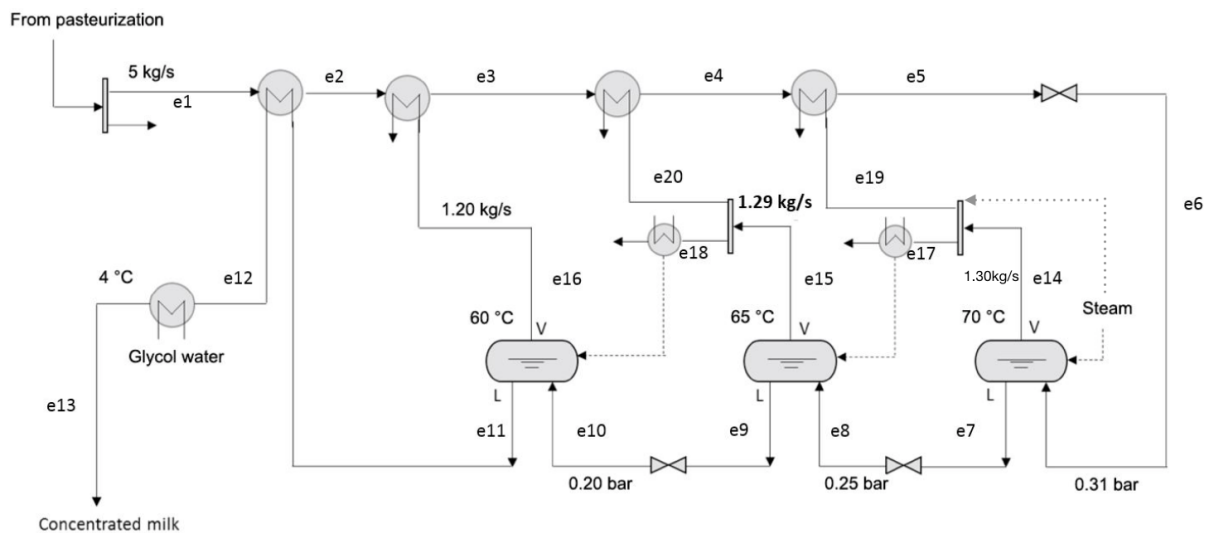 From pasteurization
5 kg/s
e1
e2
e3
e4
e5
e6
e20
e19
1.20 kg/s
1.29 kg/s
e18
e17
4 °C
e12
e16
e15
1.30kg/s
e14
Steam
60 °C
V
65 °C
V
70 °C
V
Glycol water
L
L
L
e13
e11
e10
e9
e8
e7
0.20 bar
0.25 bar
0.31 bar
Concentrated milk